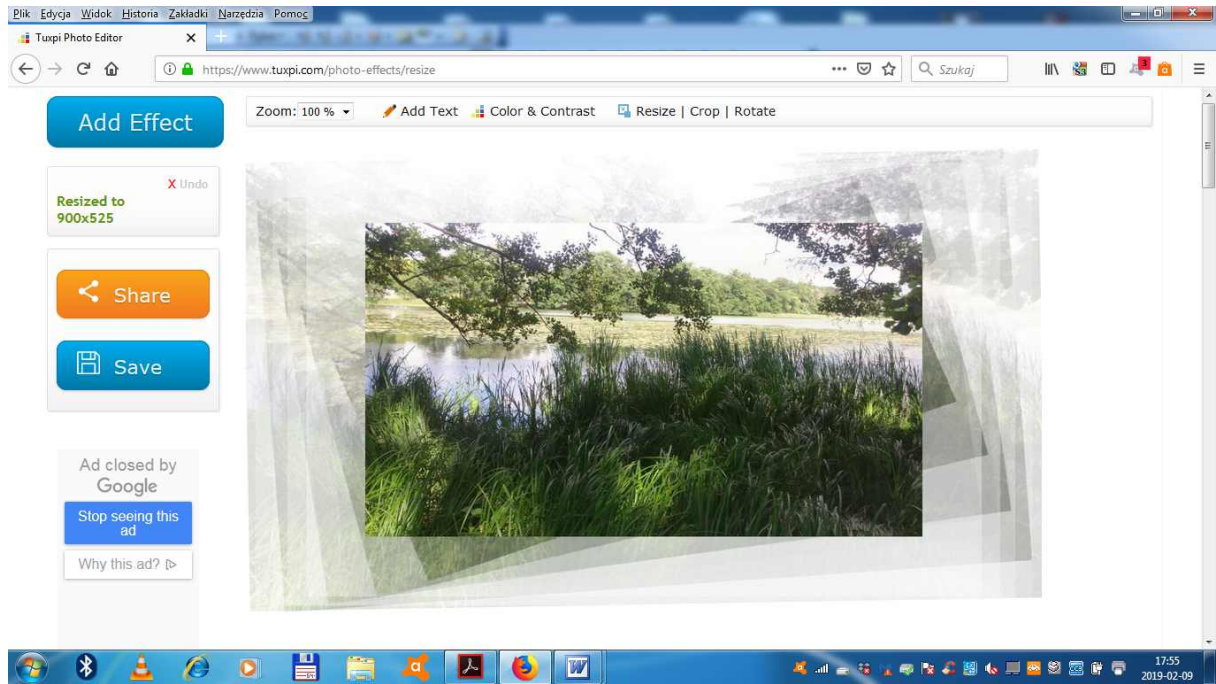 Plik Edycja Widok Historia Zakładki Narzędzia Pomoc
Tuxpi Photo Editor
https://www.tuxpi.com/photo-effects/resize
Szukaj
3
Add Effect
Zoom: 100 % Add Text Color & Contrast Resize | Crop | Rotate
X Undo
Resized to
900x525
Share
Save
Ad closed by
Google
Stop seeing this
ad
Why this ad?
17:55
2019-02-09